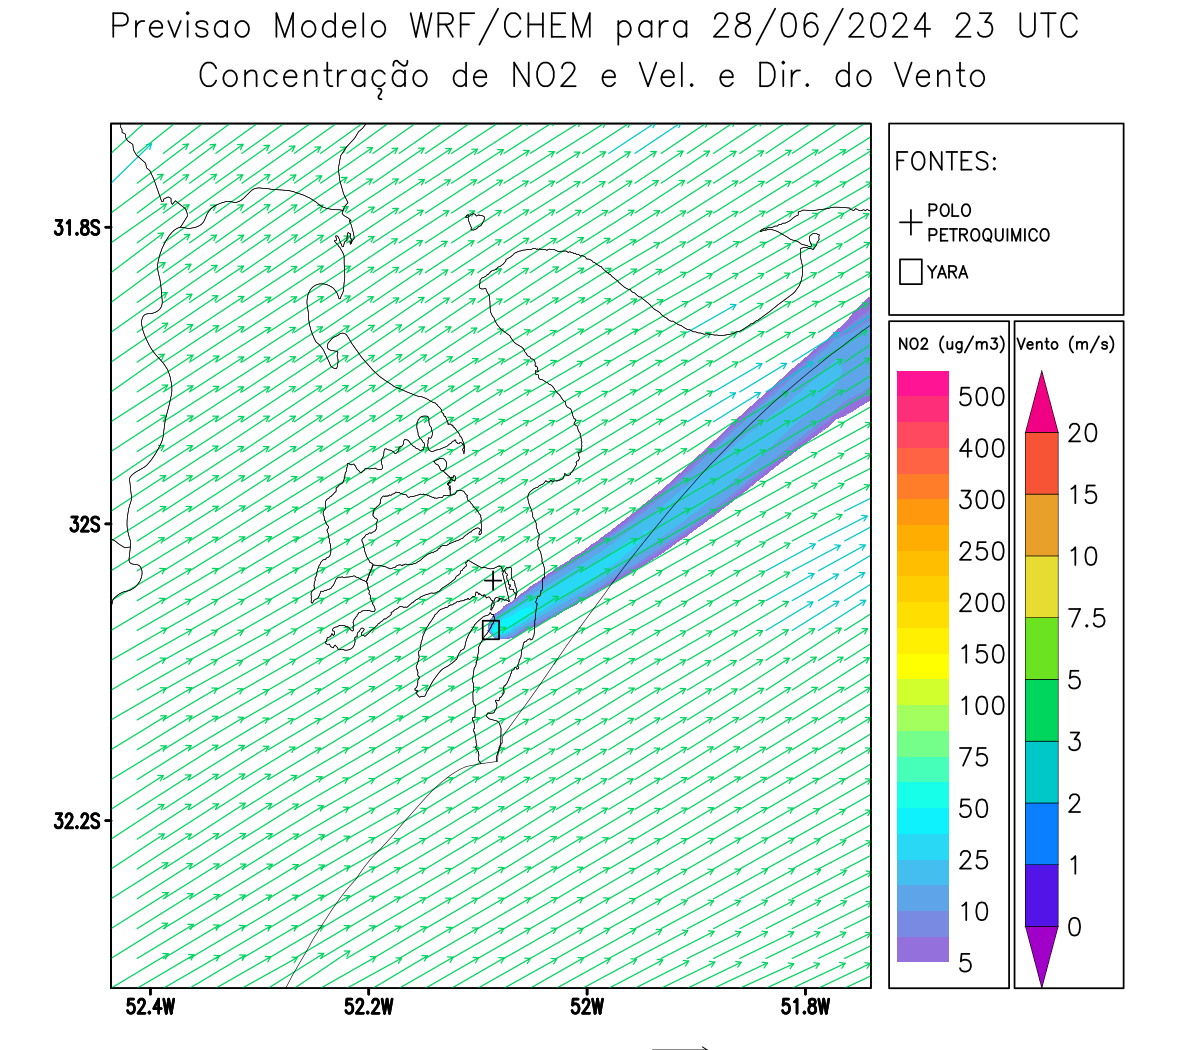 Previsao Modelo WRF/CHEM para 28/06/2024 23 UTC
Concentração de NO2 e Vel. e Dir. do Vento
FONTES:
POLO
PETROQUIMICO
YARA
31.8S
32S
32.2S
52.4W
52.2W
52W
51.8W
NO2 (ug/m3)
500
400
300
250
200
150
100
75
50
25
10
5
Vento (m/s)
20
15
10
7.5
5
3
2
1
0